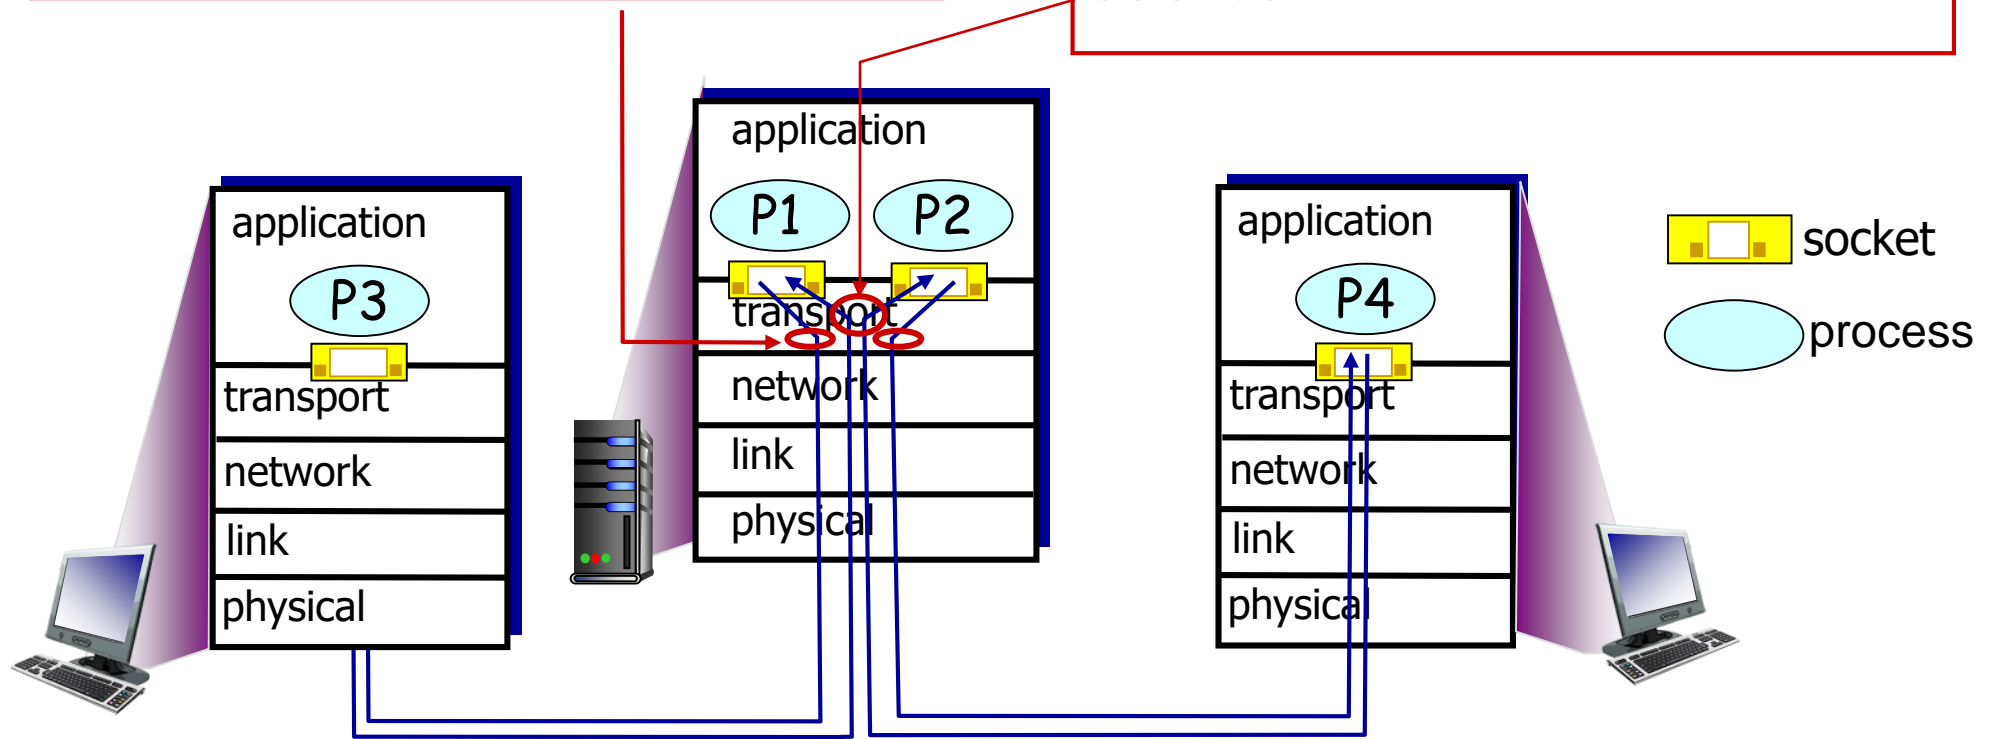 application
P3
transport
network
link
physical
application
P1
P2
transport
network
link
physical
application
P4
transport
network
link
physical
socket
process